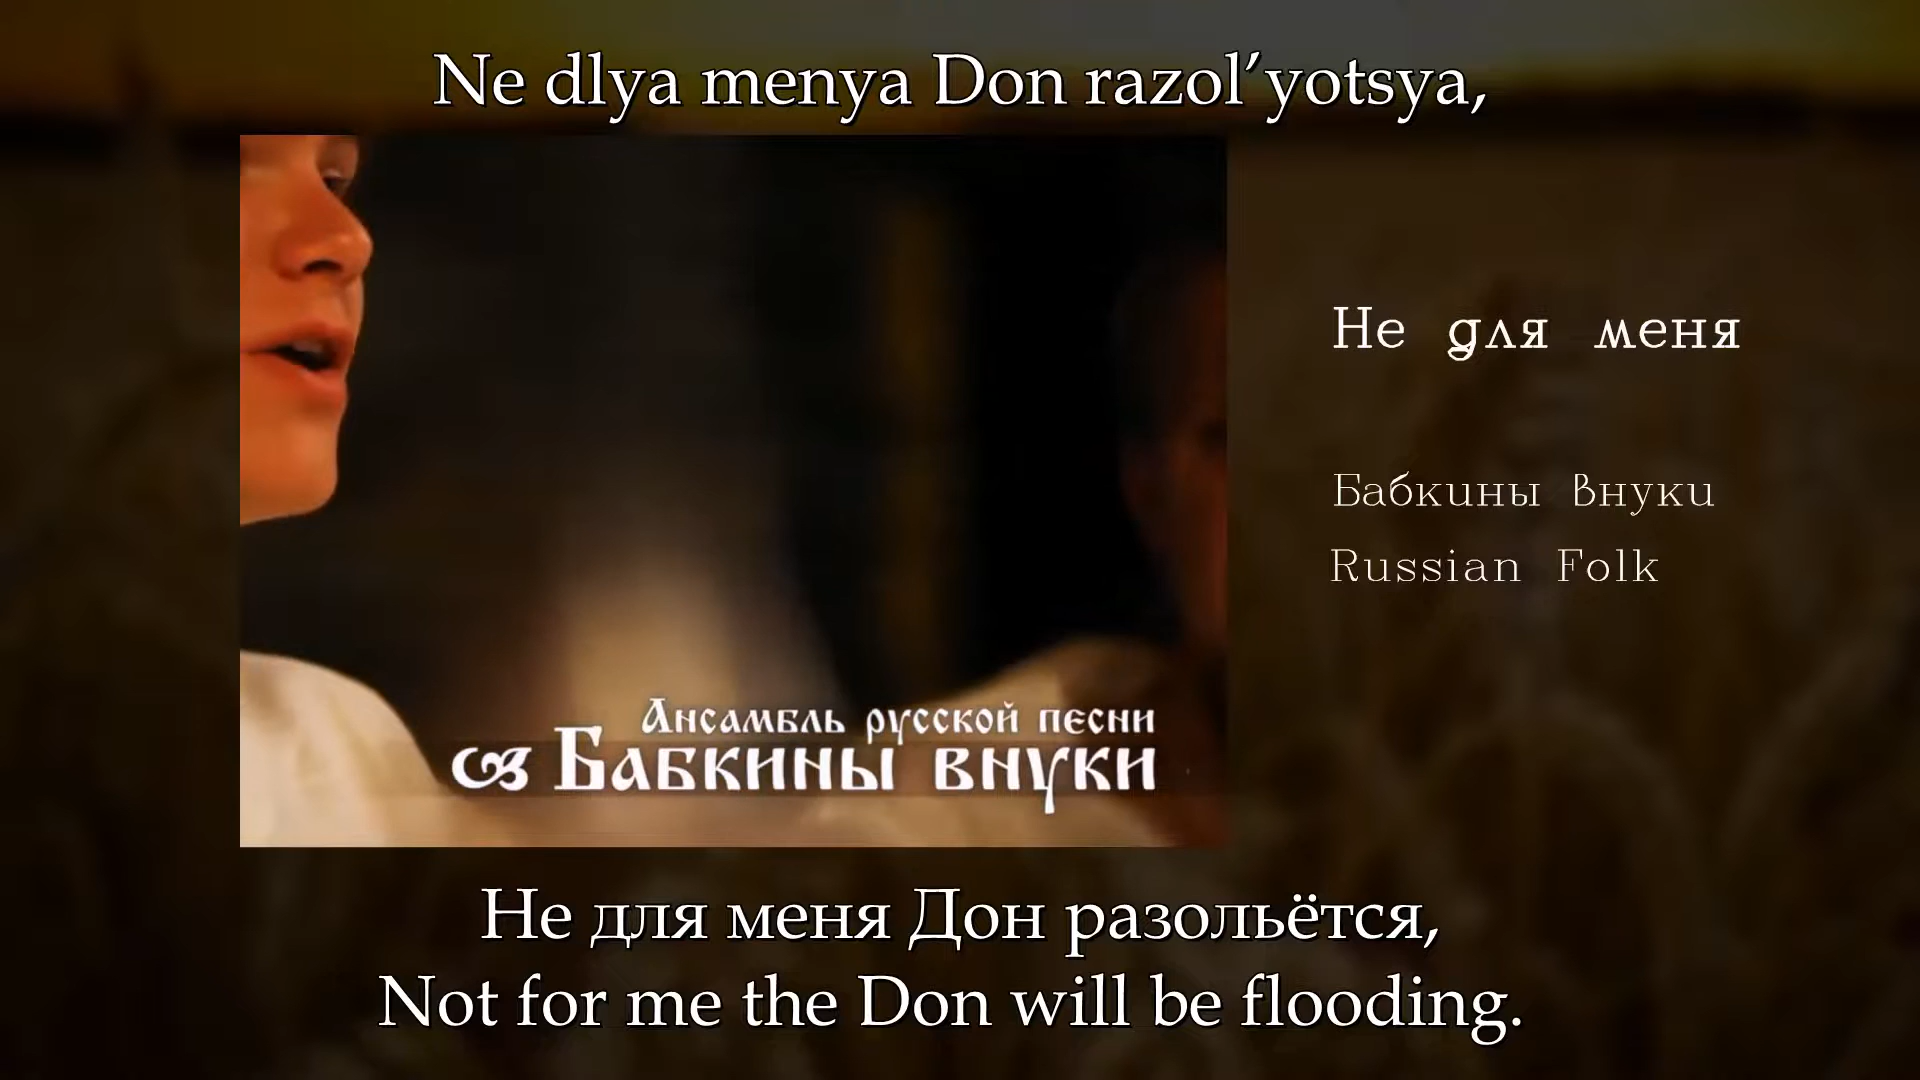 Ne dlya menya Don razol’yotsya,
Не для меня
Бабкины внуки
Russian Folk
Ансамбль русской песни
Бабкины внуки
Не для меня Дон разольётся,
Not for me the Don will be flooding.